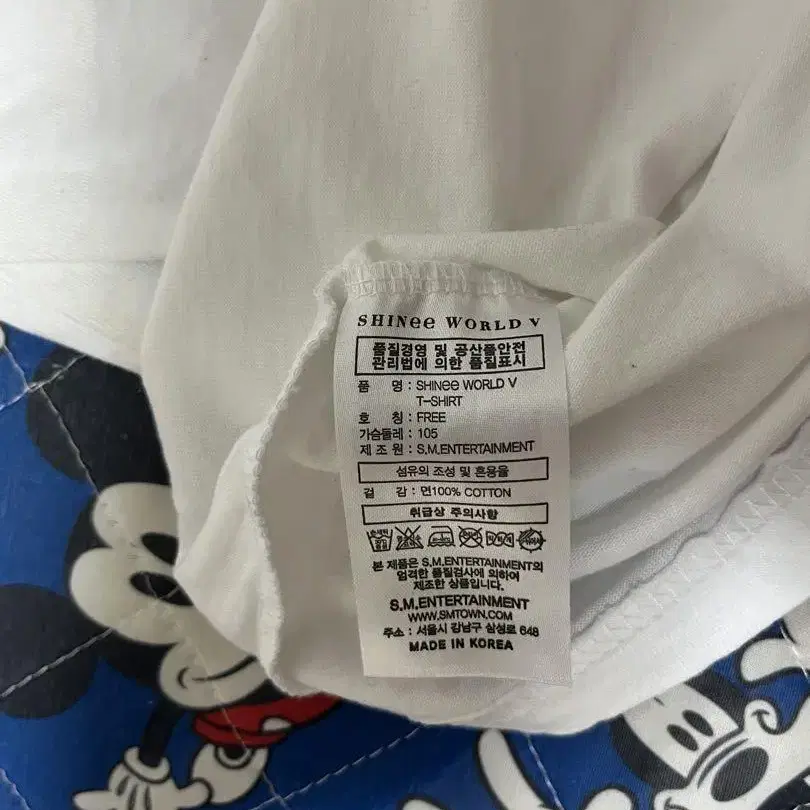 SHINee WORLD V
품질경영 및 공산품안전
관리법에 의한 품질표시
품 명 : SHINee WORLD V
T-SHIRT
호 칭 : FREE
가슴둘레 : 105
제 조 원 : S.M.ENTERTAINMENT
섬유의 조성 및 혼용율
겉 감 : 면100% COTTON
취급상 주의사항
본 제품은 S.M.ENTERTAINMENT의
엄격한 품질검사에 의하여
제조한 상품입니다.
S.M.ENTERTAINMENT
WWW.SMTOWN.COM
주소 : 서울시 강남구 삼성로 648
MADE IN KOREA